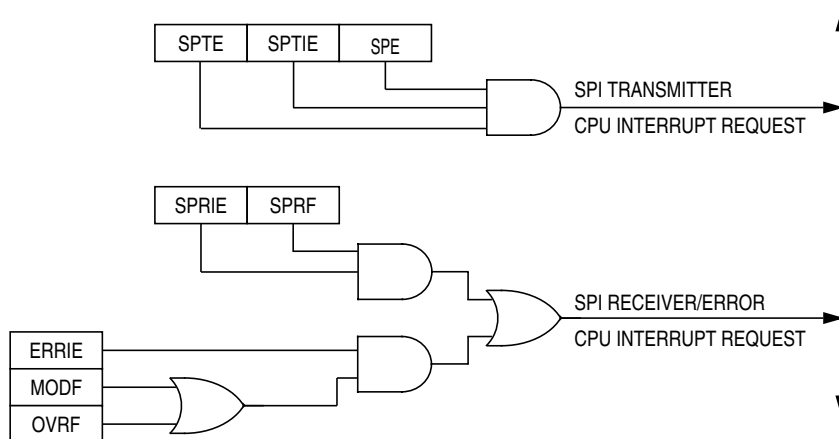 SPTE SPTIE SPE
SPI TRANSMITTER
CPU INTERRUPT REQUEST
SPRIE SPRF
SPI RECEIVER/ERROR
CPU INTERRUPT REQUEST
ERRIE
MODF
OVRF